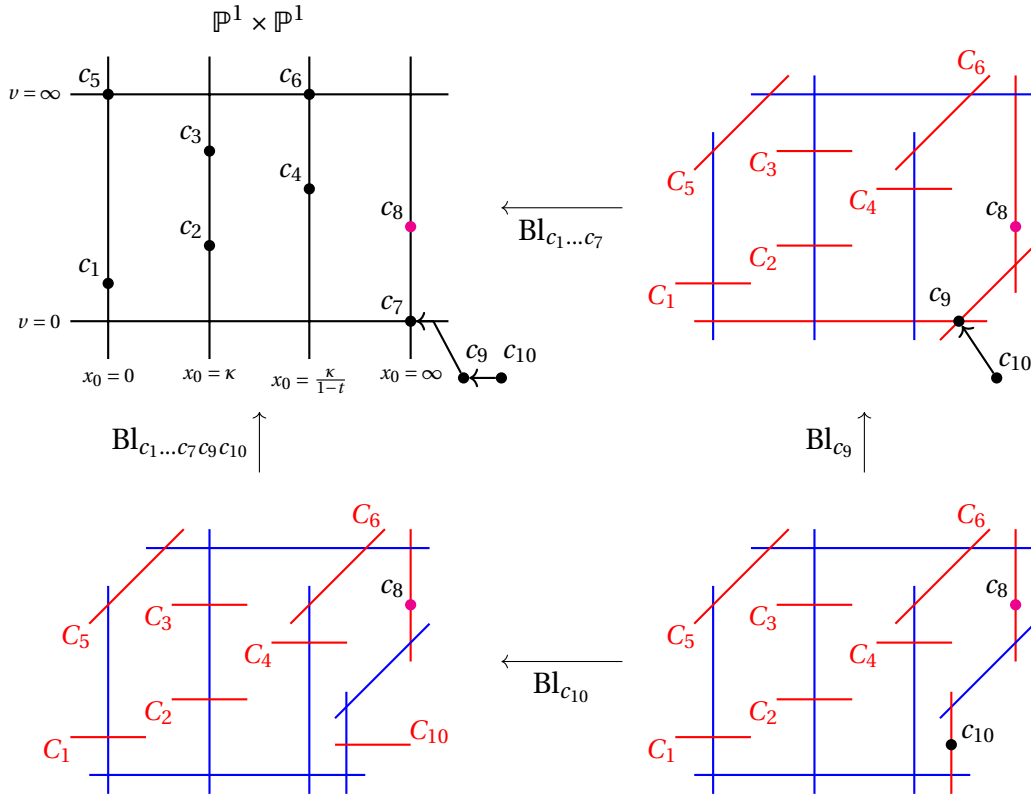 ℙ¹ × ℙ¹
v = ∞
c₅
c₆
c₃
c₄
c₂
c₈
c₁
c₇
v = 0
c₉
c₁₀
x₀ = 0
x₀ = κ
x₀ = κ/(1−t)
x₀ = ∞
C₆
C₅
C₃
C₄
c₈
C₂
C₁
c₉
c₁₀
Bl_{c₁...c₇}
Bl_{c₁...c₇c₉c₁₀}
Bl_{c₉}
C₆
C₅
C₃
c₈
C₄
C₂
C₁
C₁₀
Bl_{c₁₀}
C₆
C₅
C₃
c₈
C₄
C₂
C₁
c₁₀